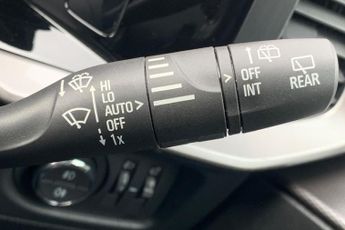 HI
LO
AUTO
OFF
1x
OFF
INT
REAR